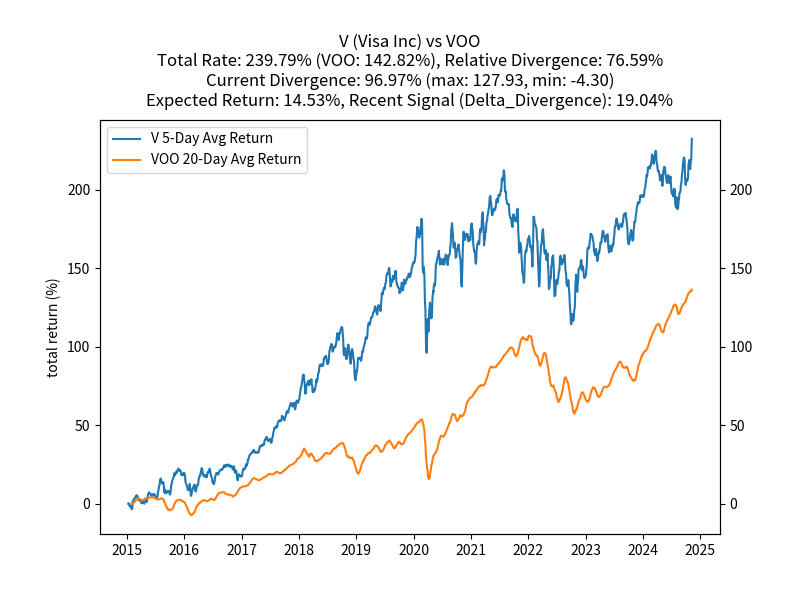 V (Visa Inc) vs VOO
Total Rate: 239.79% (VOO: 142.82%), Relative Divergence: 76.59%
Current Divergence: 96.97% (max: 127.93, min: -4.30)
Expected Return: 14.53%, Recent Signal (Delta_Divergence): 19.04%
V 5-Day Avg Return
VOO 20-Day Avg Return
total return (%)
200
150
100
50
0
200
150
100
50
0
2015 2016 2017 2018 2019 2020 2021 2022 2023 2024 2025